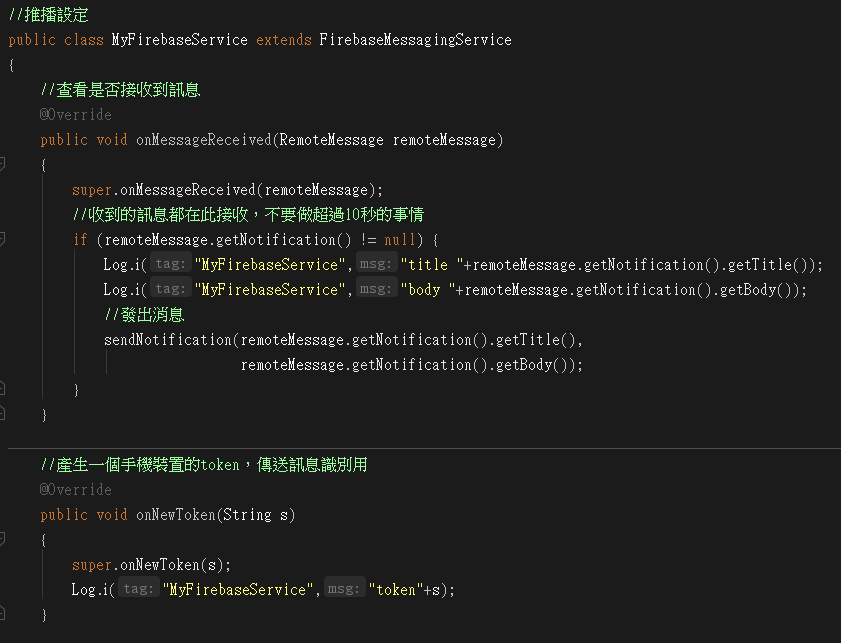 //推播設定
public class MyFirebaseService extends FirebaseMessagingService
{
//查看是否接收到訊息
@Override
public void onMessageReceived(RemoteMessage remoteMessage)
{
super.onMessageReceived(remoteMessage);
//收到的訊息都在此接收，不要做超過10秒的事情
if (remoteMessage.getNotification() != null) {
Log.i( tag: "MyFirebaseService", msg: "title "+remoteMessage.getNotification().getTitle());
Log.i( tag: "MyFirebaseService", msg: "body "+remoteMessage.getNotification().getBody());
//發出消息
sendNotification(remoteMessage.getNotification().getTitle(),
remoteMessage.getNotification().getBody());
}
}
//產生一個手機裝置的token，傳送訊息識別用
@Override
public void onNewToken(String s)
{
super.onNewToken(s);
Log.i( tag: "MyFirebaseService", msg: "token"+s);
}